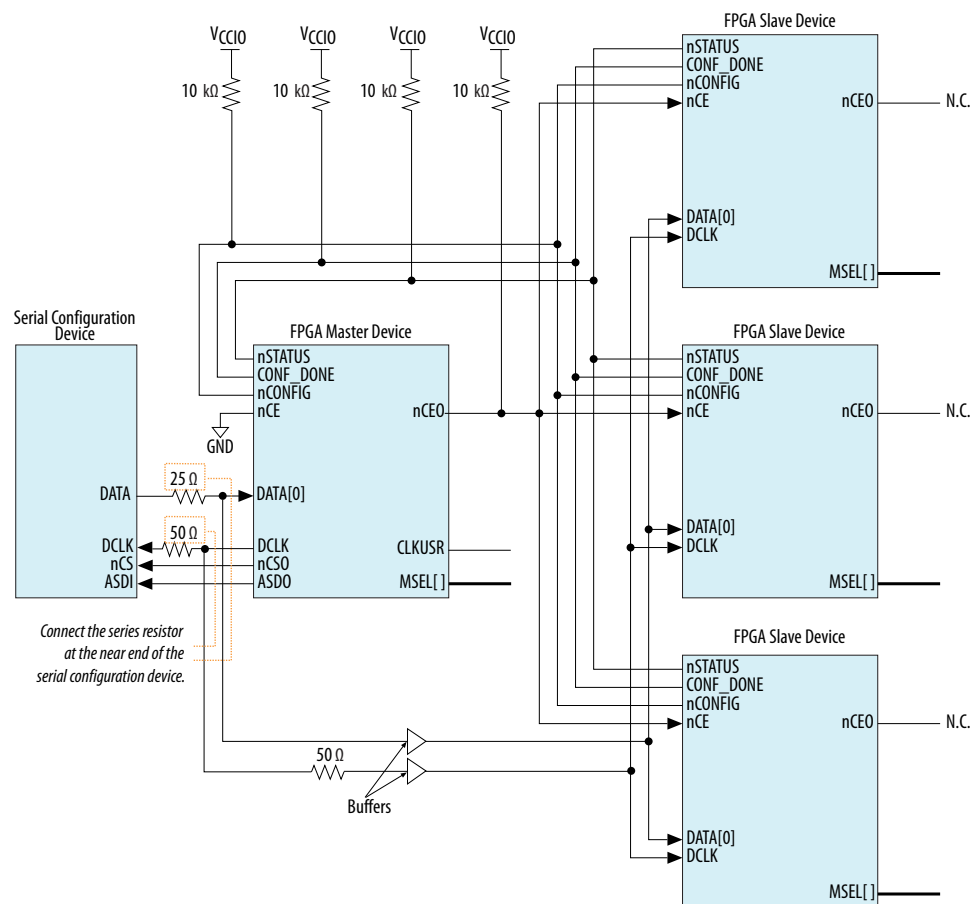 FPGA Slave Device
VCCIO
VCCIO
VCCIO
VCCIO
10 kΩ
10 kΩ
10 kΩ
10 kΩ
nSTATUS
CONF_DONE
nCONFIG
nCE
nCEO
N.C.
DATA[0]
DCLK
MSEL[ ]
Serial Configuration
Device
DATA
DCLK
nCS
ASDI
25 Ω
50 Ω
Connect the series resistor
at the near end of the
serial configuration device.
FPGA Master Device
nSTATUS
CONF_DONE
nCONFIG
nCE
GND
nCEO
DATA[0]
DCLK
nCSO
ASDO
CLKUSR
MSEL[ ]
FPGA Slave Device
nSTATUS
CONF_DONE
nCONFIG
nCE
nCEO
N.C.
DATA[0]
DCLK
MSEL[ ]
50 Ω
Buffers
FPGA Slave Device
nSTATUS
CONF_DONE
nCONFIG
nCE
nCEO
N.C.
DATA[0]
DCLK
MSEL[ ]